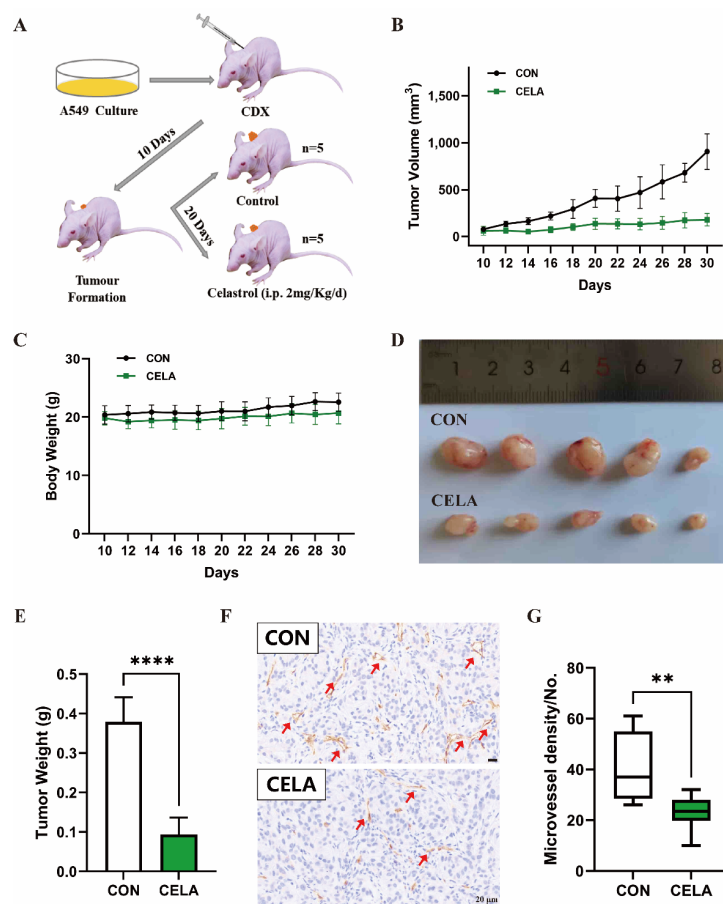 A
A549 Culture
CDX
10 Days
n=5
Control
20 Days
n=5
Tumour
Formation
Celastrol (i.p. 2mg/Kg/d)
B
CON
CELA
Tumor Volume (mm³)
1,500
1,000
500
0
10 12 14 16 18 20 22 24 26 28 30
Days
C
CON
CELA
Body Weight (g)
30
20
10
0
10 12 14 16 18 20 22 24 26 28 30
Days
D
1 2 3 4 5 6 7 8
CON
CELA
E
****
Tumor Weight (g)
0.5
0.4
0.3
0.2
0.1
0.0
CON CELA
F
CON
CELA
20 μm
G
**
Microvessel density/No.
80
60
40
20
0
CON CELA